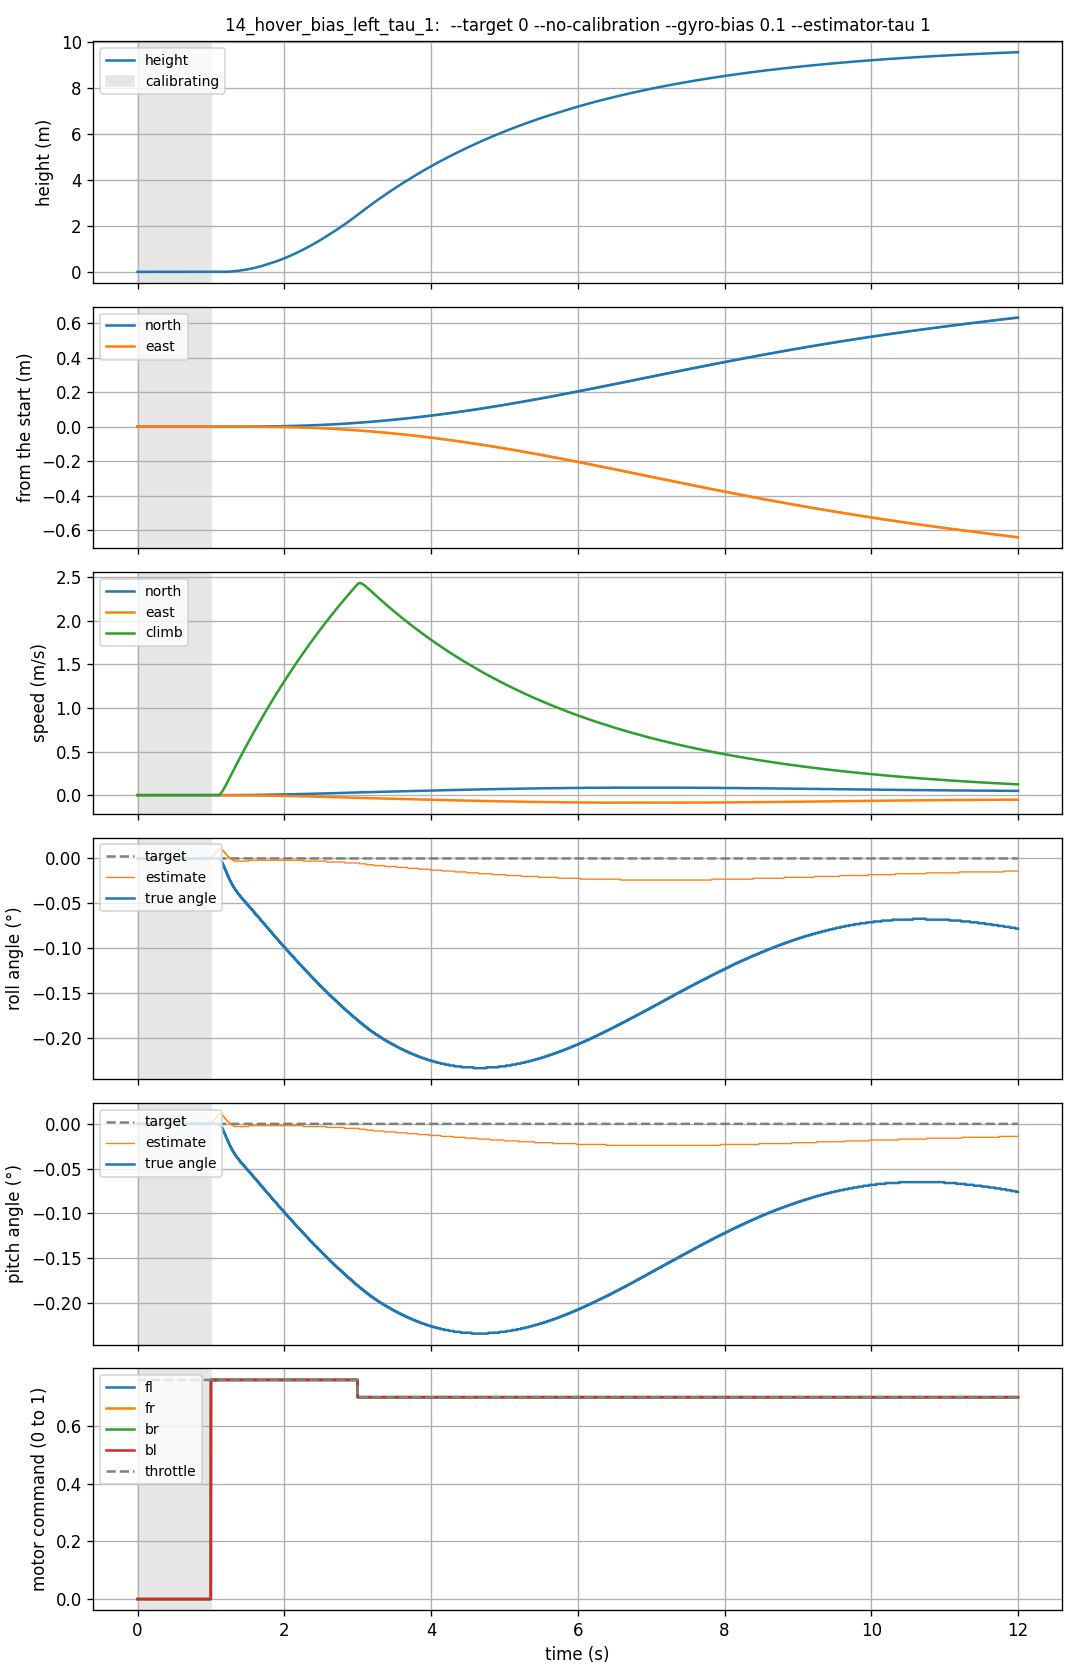 14_hover_bias_left_tau_1:  --target 0 --no-calibration --gyro-bias 0.1 --estimator-tau 1
height (m)
10
8
6
4
2
0
height
calibrating
from the start (m)
0.6
0.4
0.2
0.0
−0.2
−0.4
−0.6
north
east
speed (m/s)
2.5
2.0
1.5
1.0
0.5
0.0
north
east
climb
roll angle (°)
0.00
−0.05
−0.10
−0.15
−0.20
target
estimate
true angle
pitch angle (°)
0.00
−0.05
−0.10
−0.15
−0.20
target
estimate
true angle
motor command (0 to 1)
0.6
0.4
0.2
0.0
fl
fr
br
bl
throttle
0 2 4 6 8 10 12
time (s)